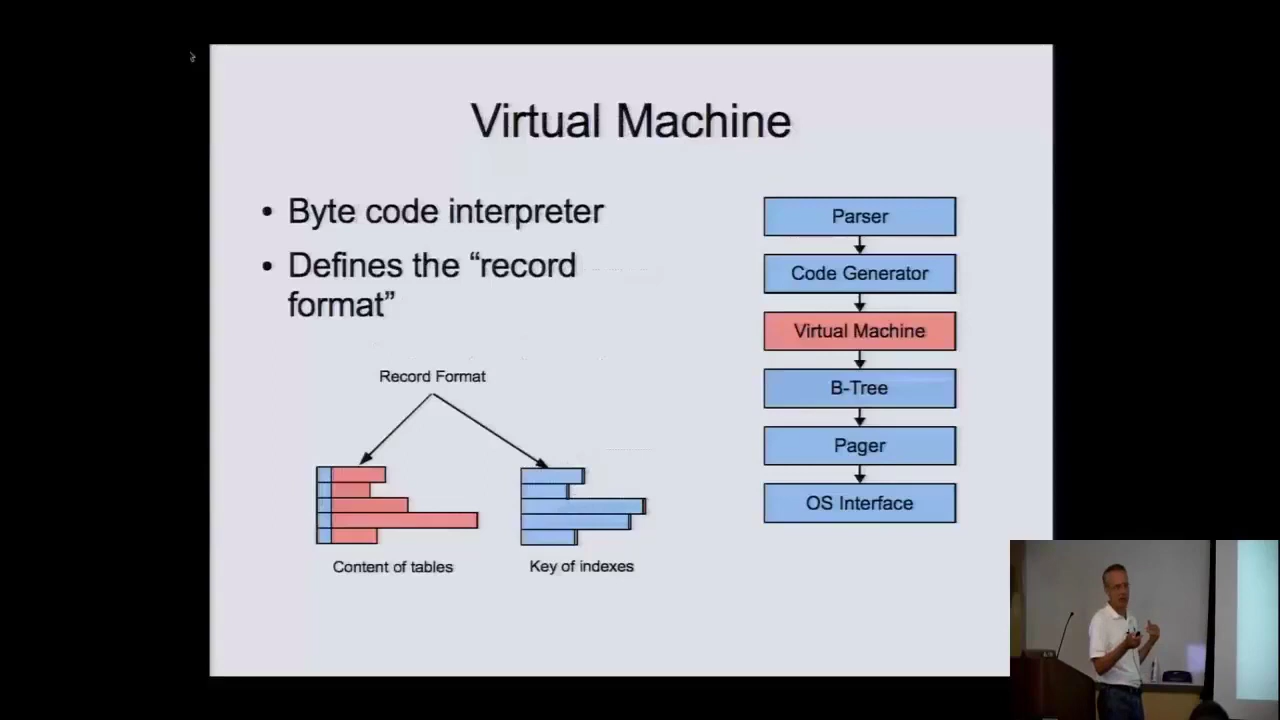 Virtual Machine
• Byte code interpreter
• Defines the “record
format”
Record Format
Content of tables
Key of indexes
Parser
Code Generator
Virtual Machine
B-Tree
Pager
OS Interface